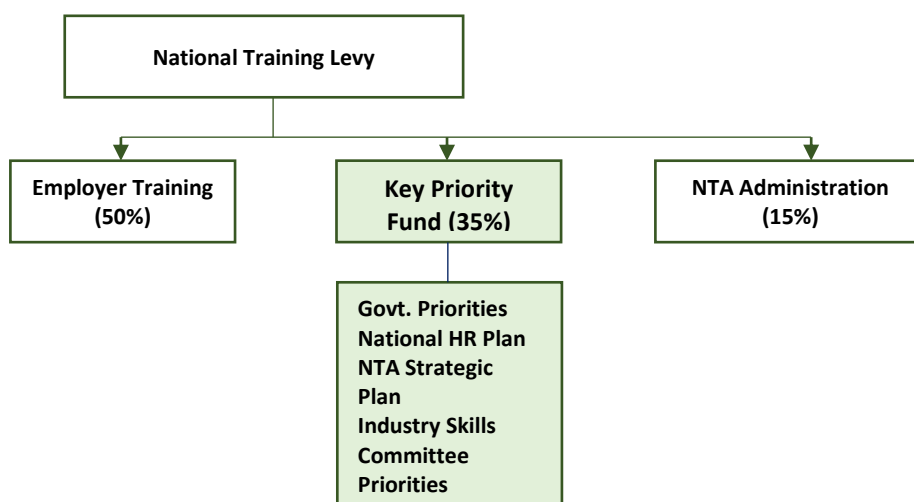 National Training Levy
Employer Training
(50%)
Key Priority
Fund (35%)
NTA Administration
(15%)
Govt. Priorities
National HR Plan
NTA Strategic
Plan
Industry Skills
Committee
Priorities